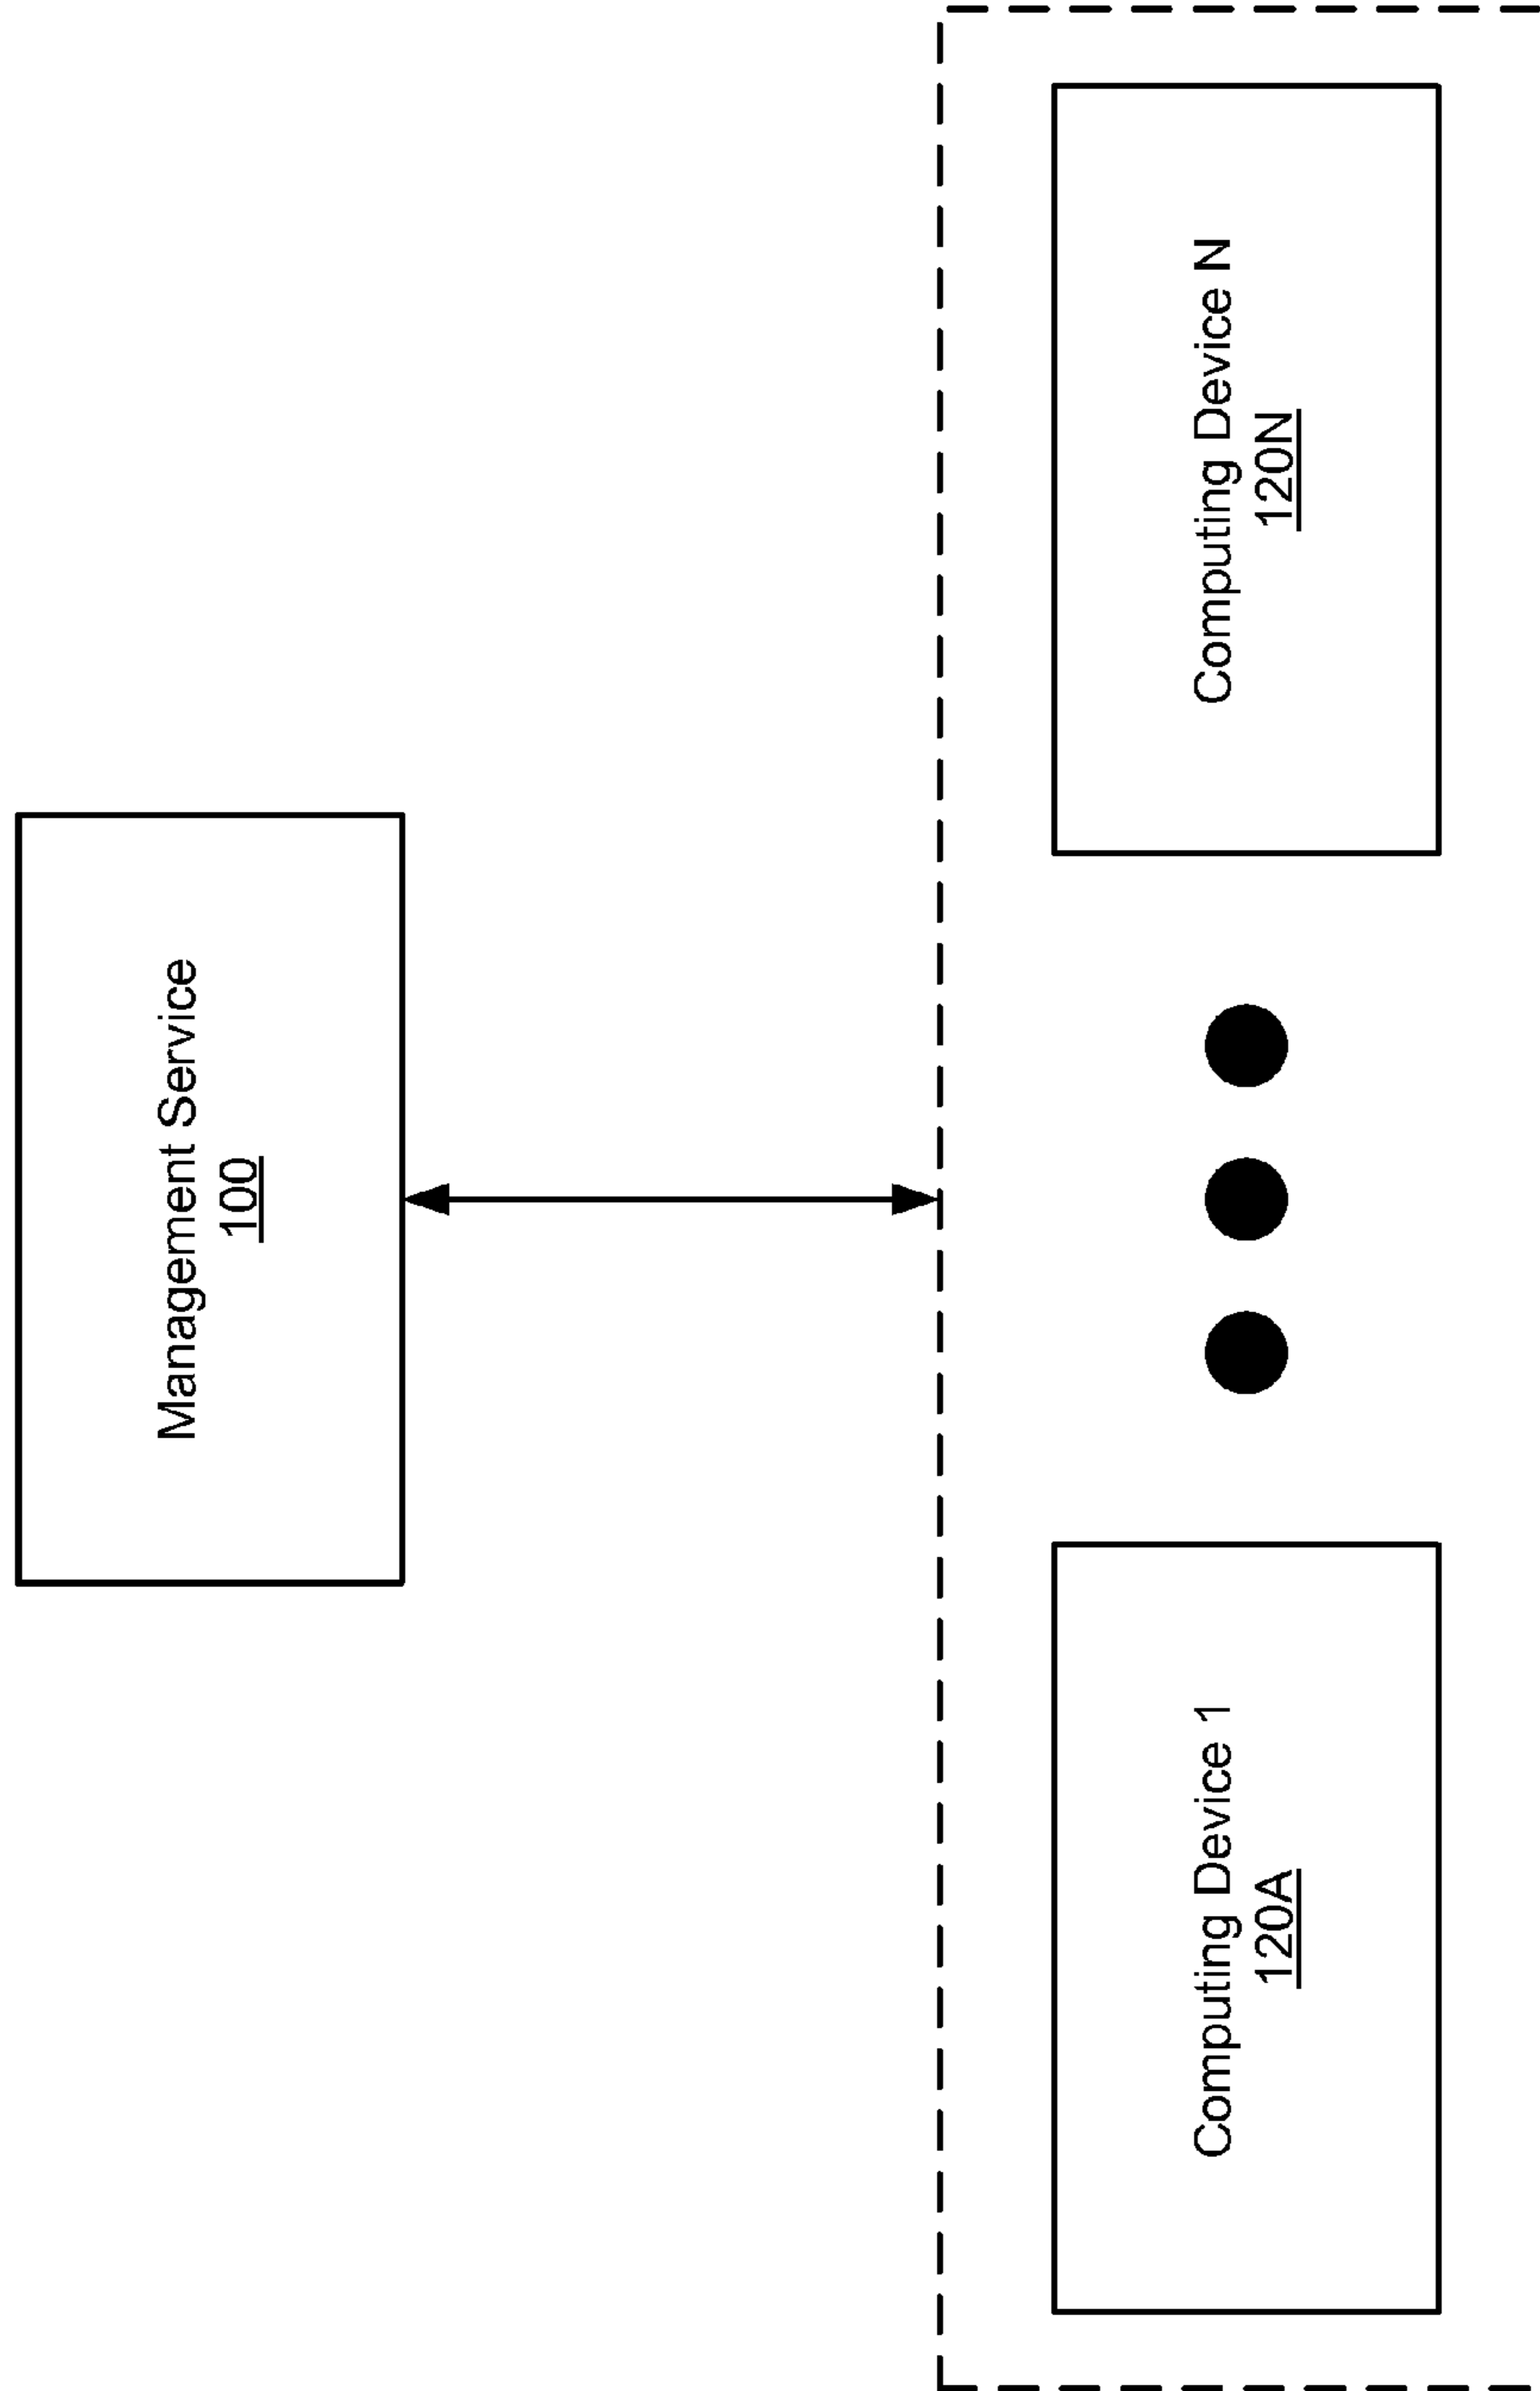 Management Service
100
Computing Device 1
120A
Computing Device N
120N